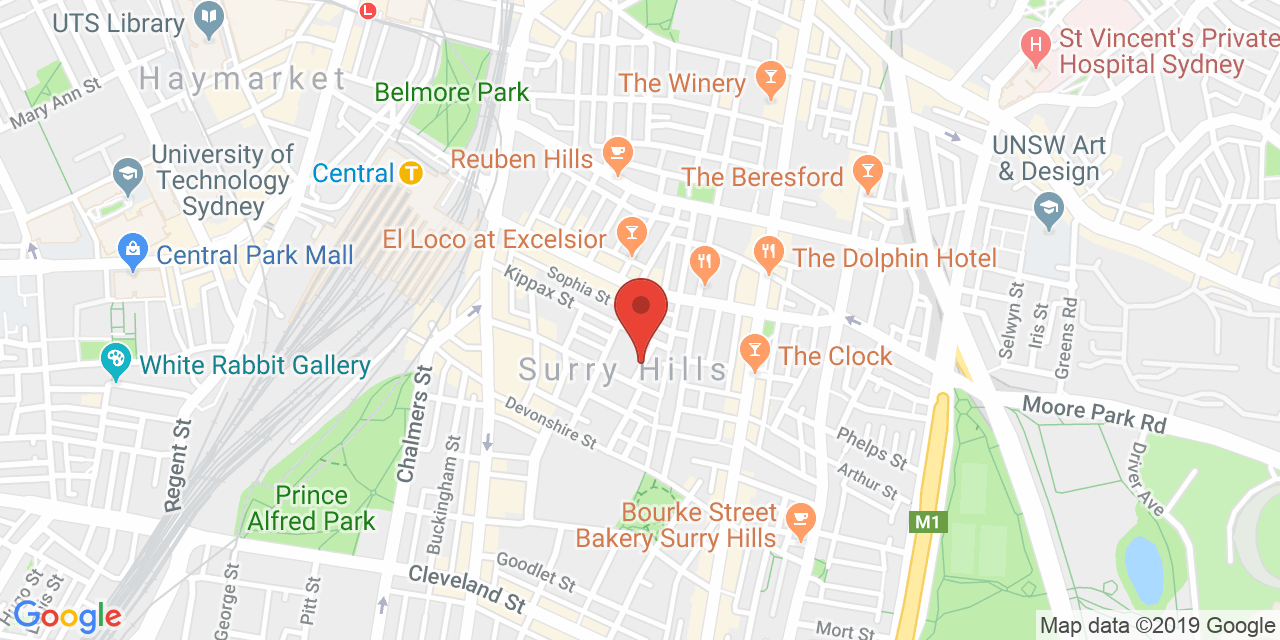 UTS Library
L
Haymarket
Mary Ann St
Belmore Park
The Winery
H
St Vincent's Private
Hospital Sydney
University of
Technology
Sydney
Central
T
Reuben Hills
The Beresford
UNSW Art
& Design
Central Park Mall
El Loco at Excelsior
The Dolphin Hotel
Kippax St
Sophia St
Selwyn St
Iris St
Greens Rd
White Rabbit Gallery
Surry Hills
The Clock
Chalmers St
Devonshire St
Moore Park Rd
Regent St
Buckingham St
Phelps St
Arthur St
Driver Ave
Prince
Alfred Park
Bourke Street
Bakery Surry Hills
M1
Goodlet St
Cleveland St
George St
Pitt St
Mort St
Google
Map data ©2019 Google